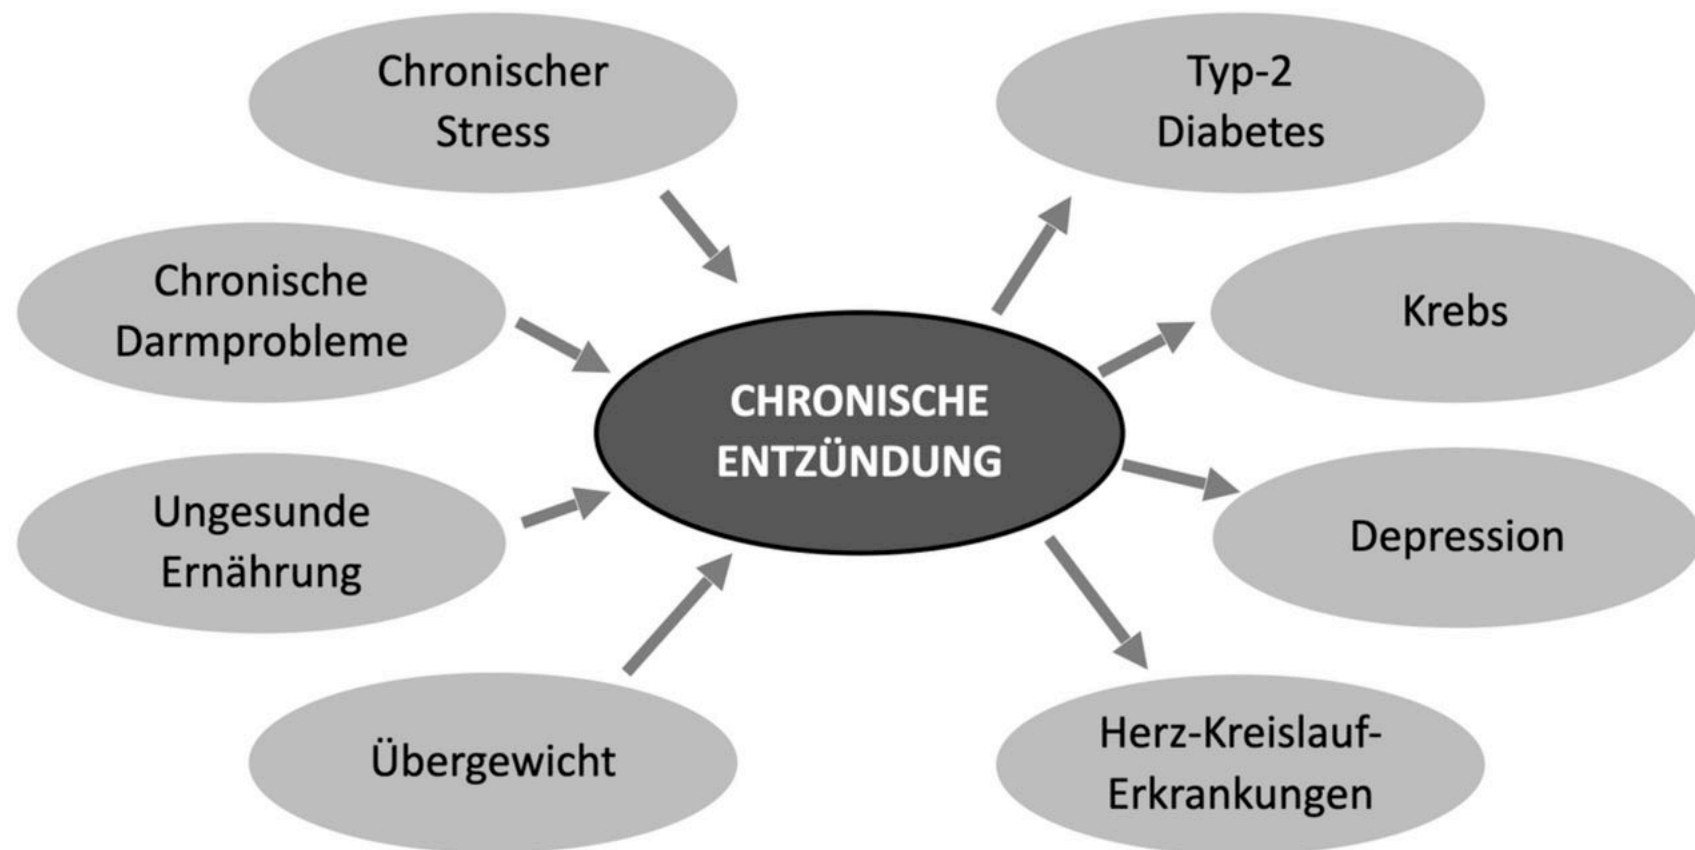 Chronischer
Stress
Chronische
Darmprobleme
Ungesunde
Ernährung
Übergewicht
CHRONISCHE
ENTZÜNDUNG
Typ-2
Diabetes
Krebs
Depression
Herz-Kreislauf-
Erkrankungen